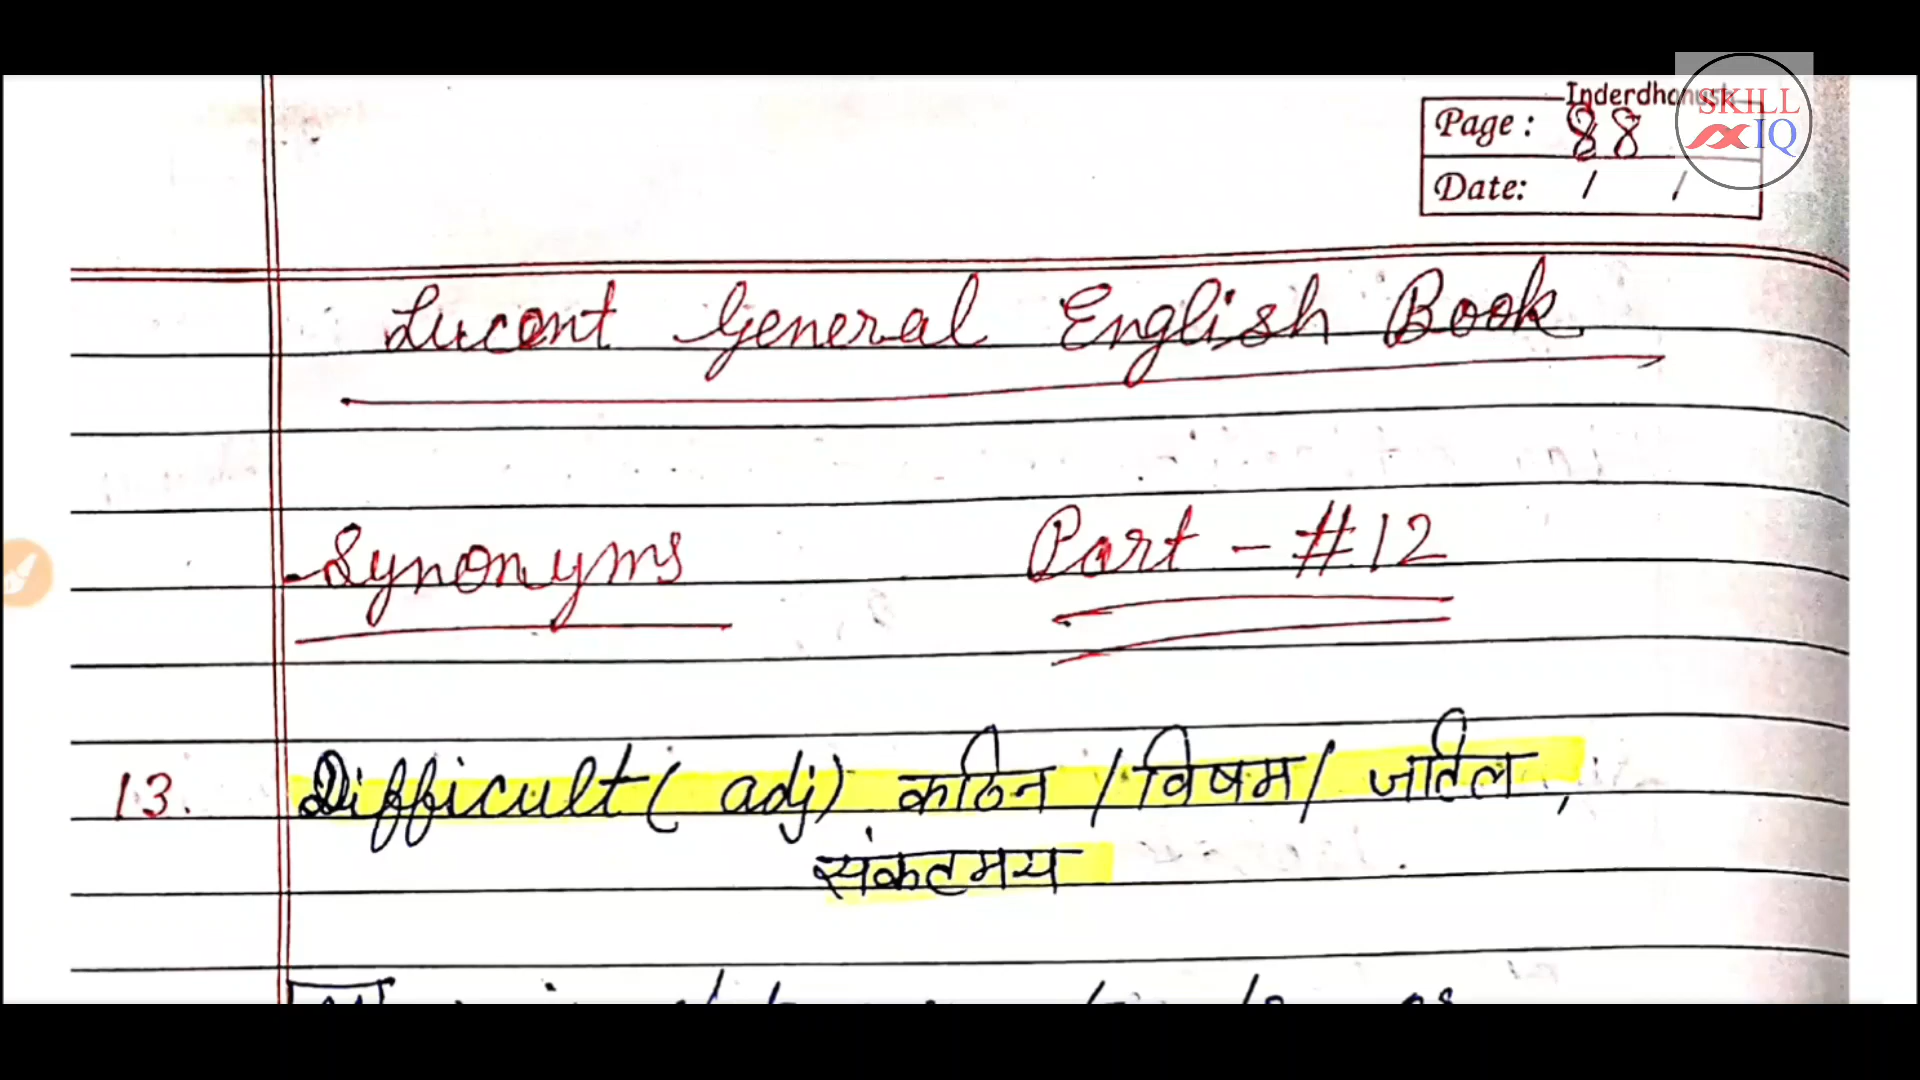 Inderdhanush
SKILL
IQ
Page: 88
Date: / /
Lucent General English Book
Synonyms Part - #12
13. Difficult (adj) कठिन / विषम / जटिल,
संकटमय